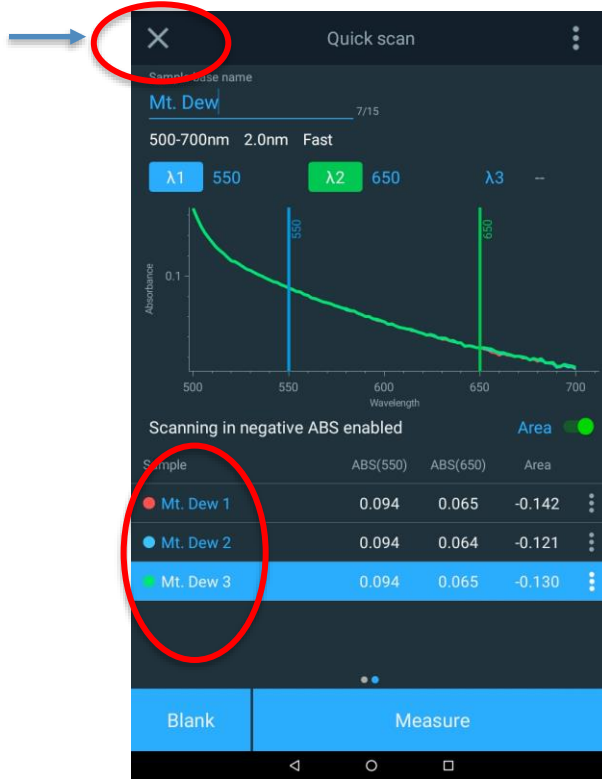 Quick scan
Sample base name
Mt. Dew
7/15
500-700nm 2.0nm Fast
λ1 550 λ2 650 λ3 --
550
650
0.1
Absorbance
500 550 600 650 700
Wavelength
Scanning in negative ABS enabled Area
Sample ABS(550) ABS(650) Area
Mt. Dew 1 0.094 0.065 -0.142
Mt. Dew 2 0.094 0.064 -0.121
Mt. Dew 3 0.094 0.065 -0.130
Blank Measure